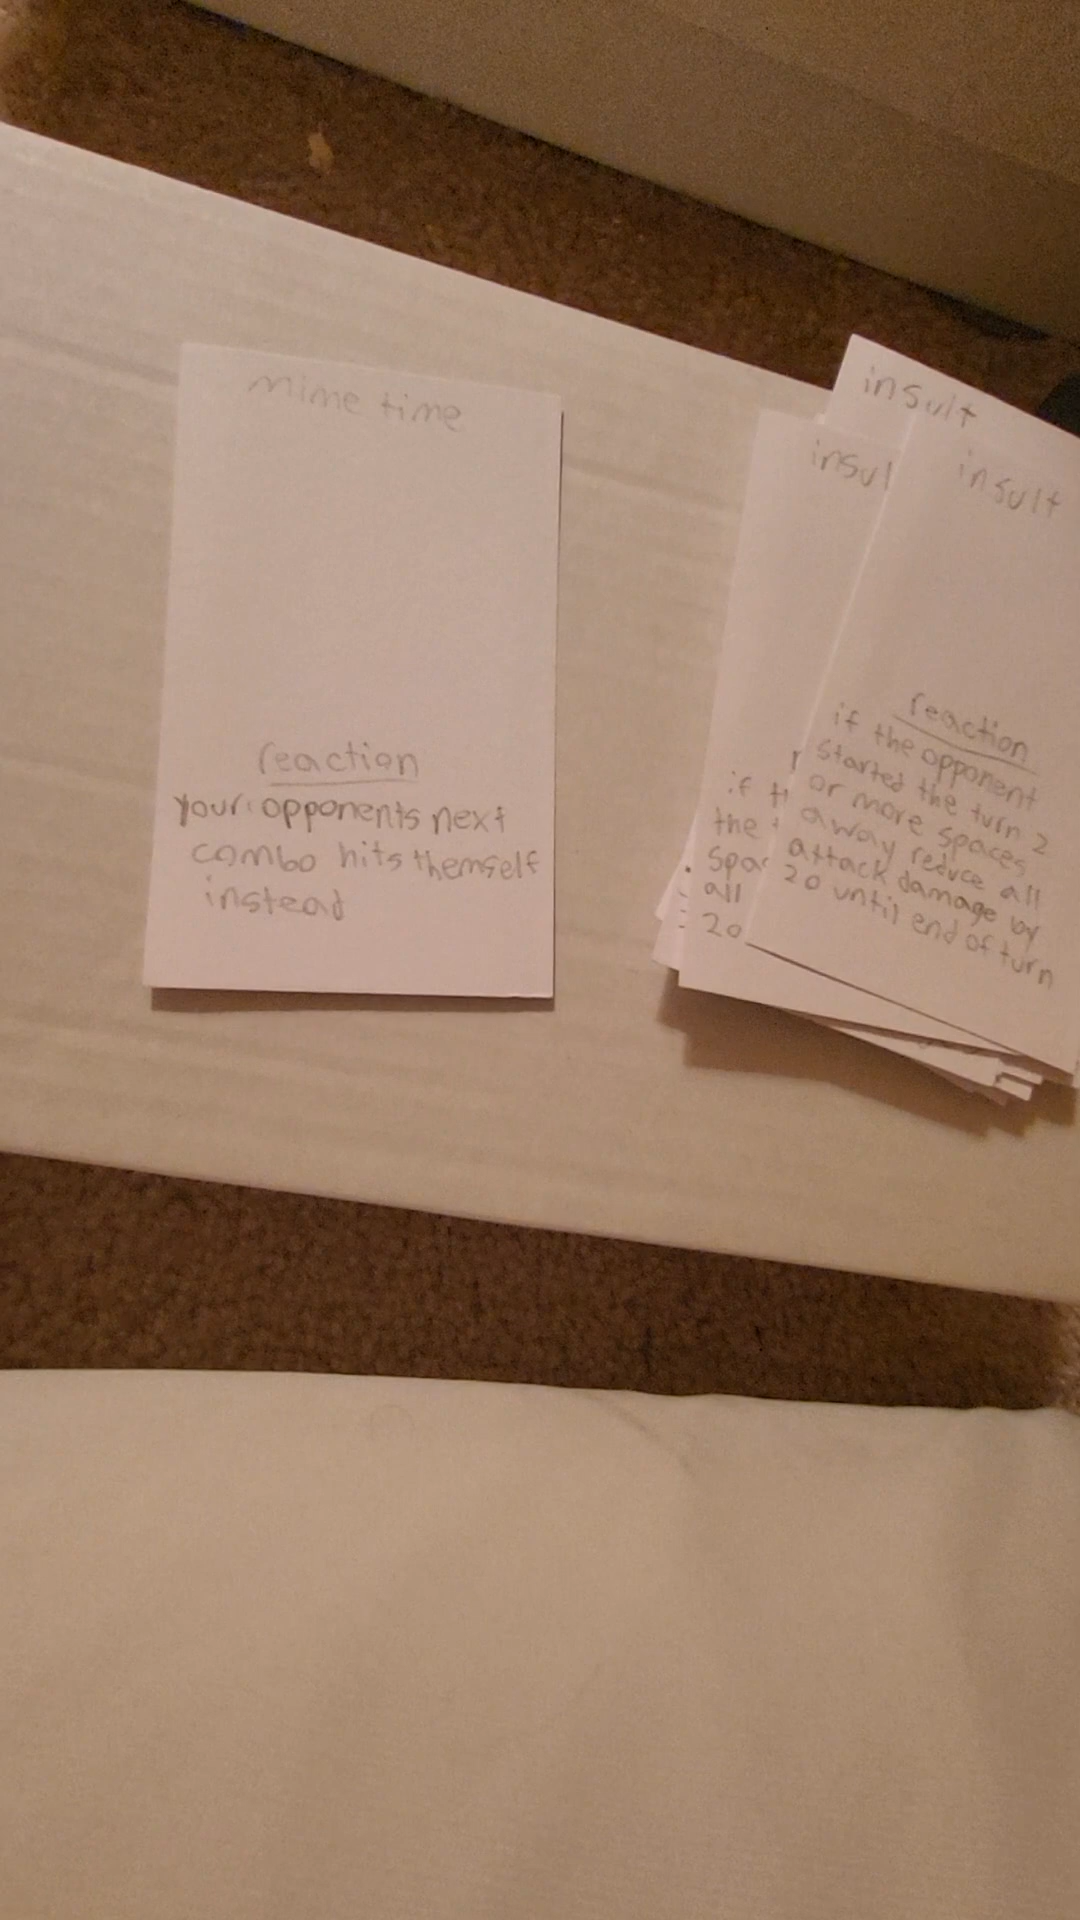 mime time
reaction
your opponents next
combo hits themself
instead
insult
insul
insult
if th
the
spac
all
20
reaction
if the opponent
started the turn 2
or more spaces
away reduce all
attack damage by
20 until end of turn